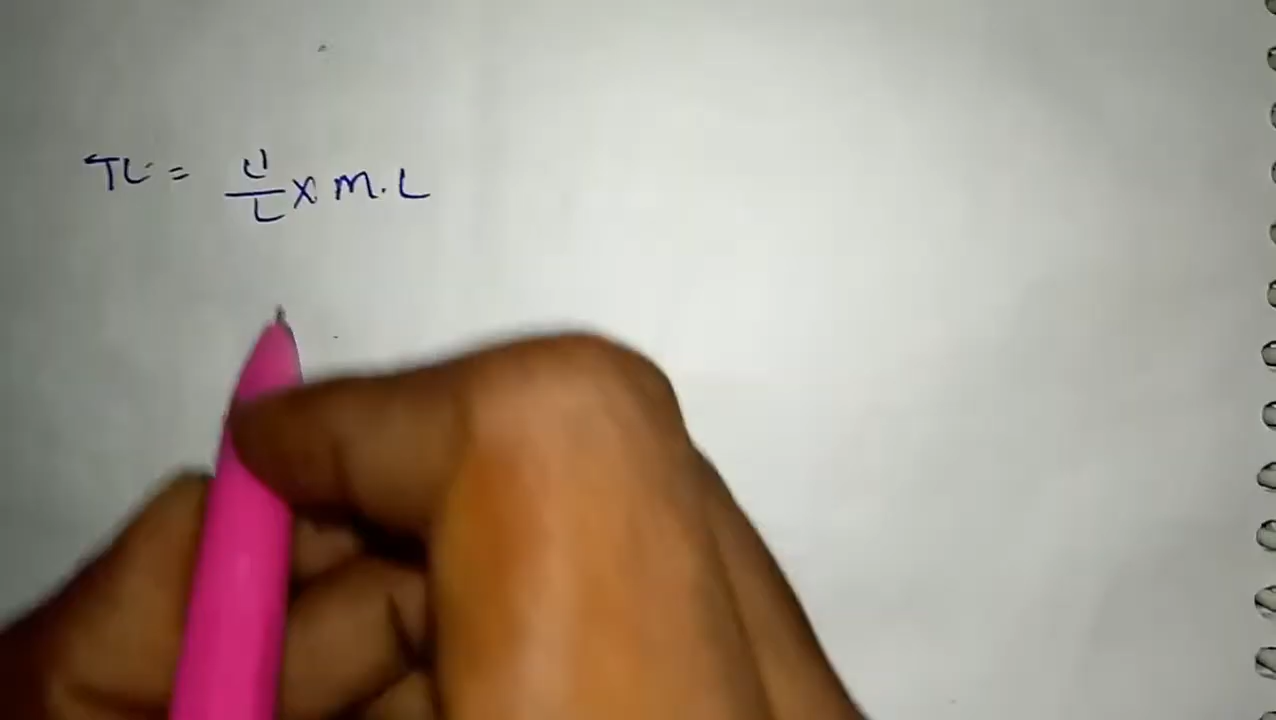 TL = U/L × m.L